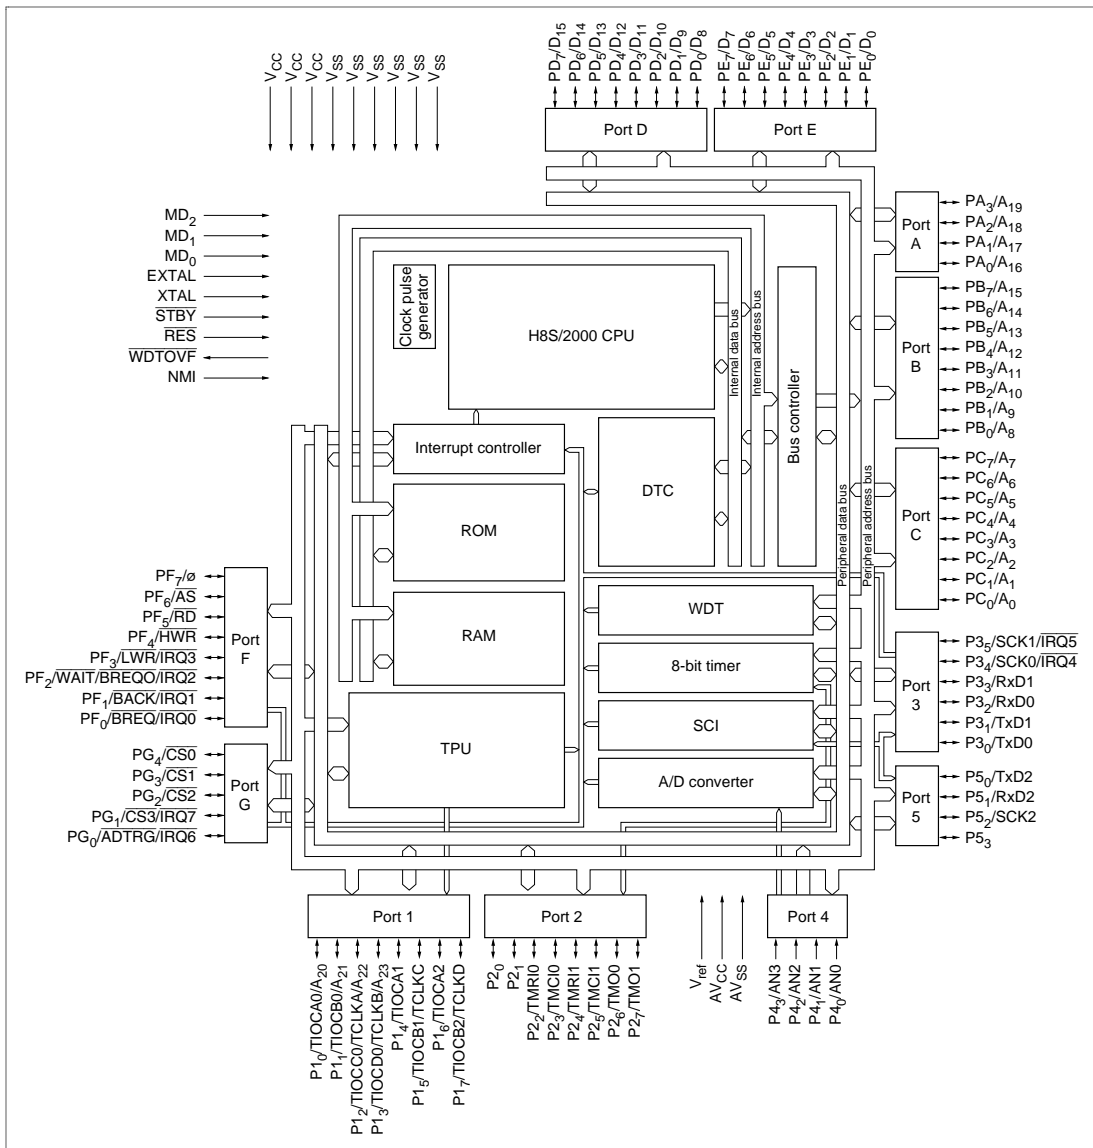 VCC
VCC
VCC
VSS
VSS
VSS
VSS
VSS
VSS
PD7/D15
PD6/D14
PD5/D13
PD4/D12
PD3/D11
PD2/D10
PD1/D9
PD0/D8
PE7/D7
PE6/D6
PE5/D5
PE4/D4
PE3/D3
PE2/D2
PE1/D1
PE0/D0
Port D
Port E
MD2
MD1
MD0
EXTAL
XTAL
STBY
RES
WDTOVF
NMI
Clock pulse
generator
H8S/2000 CPU
Internal data bus
Internal address bus
Bus controller
Peripheral data bus
Peripheral address bus
Interrupt controller
DTC
ROM
RAM
TPU
WDT
8-bit timer
SCI
A/D converter
Port
A
PA3/A19
PA2/A18
PA1/A17
PA0/A16
Port
B
PB7/A15
PB6/A14
PB5/A13
PB4/A12
PB3/A11
PB2/A10
PB1/A9
PB0/A8
Port
C
PC7/A7
PC6/A6
PC5/A5
PC4/A4
PC3/A3
PC2/A2
PC1/A1
PC0/A0
Port
3
P35/SCK1/IRQ5
P34/SCK0/IRQ4
P33/RxD1
P32/RxD0
P31/TxD1
P30/TxD0
Port
5
P50/TxD2
P51/RxD2
P52/SCK2
P53
PF7/ø
PF6/AS
PF5/RD
PF4/HWR
PF3/LWR/IRQ3
PF2/WAIT/BREQO/IRQ2
PF1/BACK/IRQ1
PF0/BREQ/IRQ0
Port
F
PG4/CS0
PG3/CS1
PG2/CS2
PG1/CS3/IRQ7
PG0/ADTRG/IRQ6
Port
G
Port 1
Port 2
Port 4
P10/TIOCA0/A20
P11/TIOCB0/A21
P12/TIOCC0/TCLKA/A22
P13/TIOCD0/TCLKB/A23
P14/TIOCA1
P15/TIOCB1/TCLKC
P16/TIOCA2
P17/TIOCB2/TCLKD
P20
P21
P22/TMRI0
P23/TMCI0
P24/TMRI1
P25/TMCI1
P26/TMO0
P27/TMO1
Vref
AVCC
AVSS
P43/AN3
P42/AN2
P41/AN1
P40/AN0